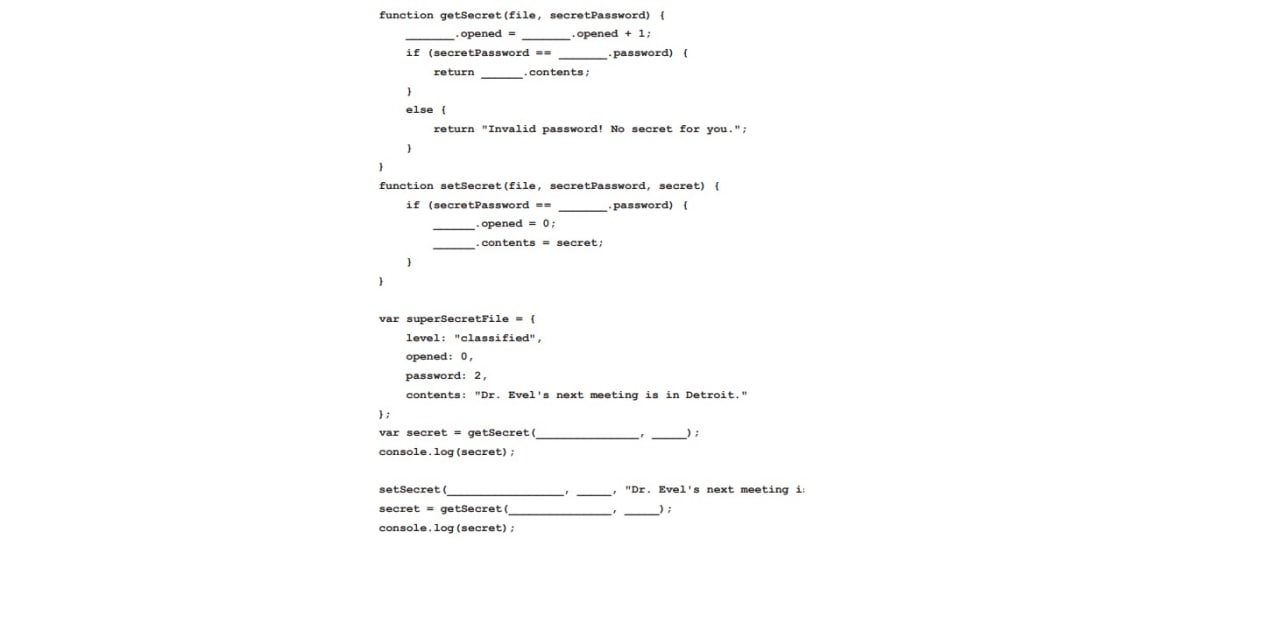 function getSecret(file, secretPassword) {
_______.opened = _______.opened + 1;
if (secretPassword == _______.password) {
return ______.contents;
}
else {
return "Invalid password! No secret for you.";
}
}
function setSecret(file, secretPassword, secret) {
if (secretPassword == _______.password) {
______.opened = 0;
______.contents = secret;
}
}
var superSecretFile = {
level: "classified",
opened: 0,
password: 2,
contents: "Dr. Evel's next meeting is in Detroit."
};
var secret = getSecret(_______________, _____);
console.log(secret);
setSecret(_________________, _____, "Dr. Evel's next meeting
secret = getSecret(_______________, _____);
console.log(secret);